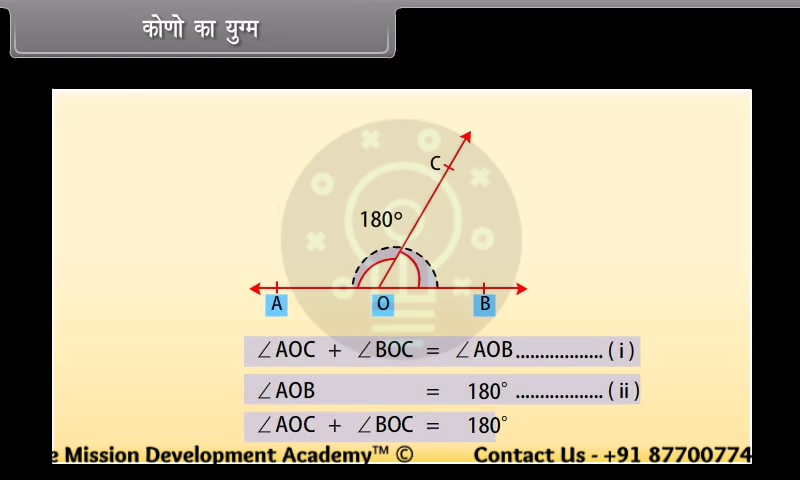 कोणो का युग्म
C
180°
A O B
∠AOC + ∠BOC = ∠AOB .................. ( i )
∠AOB = 180° .................. ( ii )
∠AOC + ∠BOC = 180°
e Mission Development Academy™ © Contact Us - +91 87700774